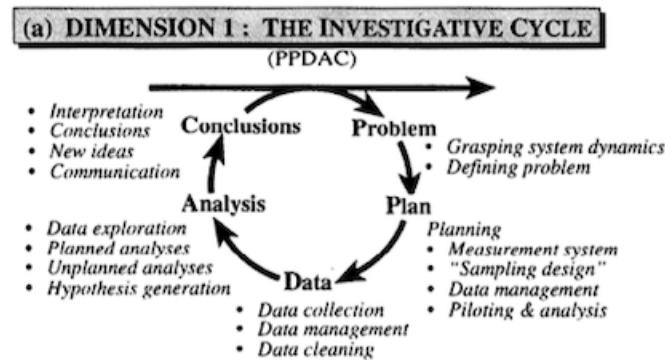 (a) DIMENSION 1 : THE INVESTIGATIVE CYCLE
(PPDAC)
• Interpretation
• Conclusions
• New ideas
• Communication
Conclusions
Problem
• Grasping system dynamics
• Defining problem
Analysis
Plan
• Data exploration
• Planned analyses
• Unplanned analyses
• Hypothesis generation
Planning
• Measurement system
• "Sampling design"
• Data management
• Piloting & analysis
Data
• Data collection
• Data management
• Data cleaning